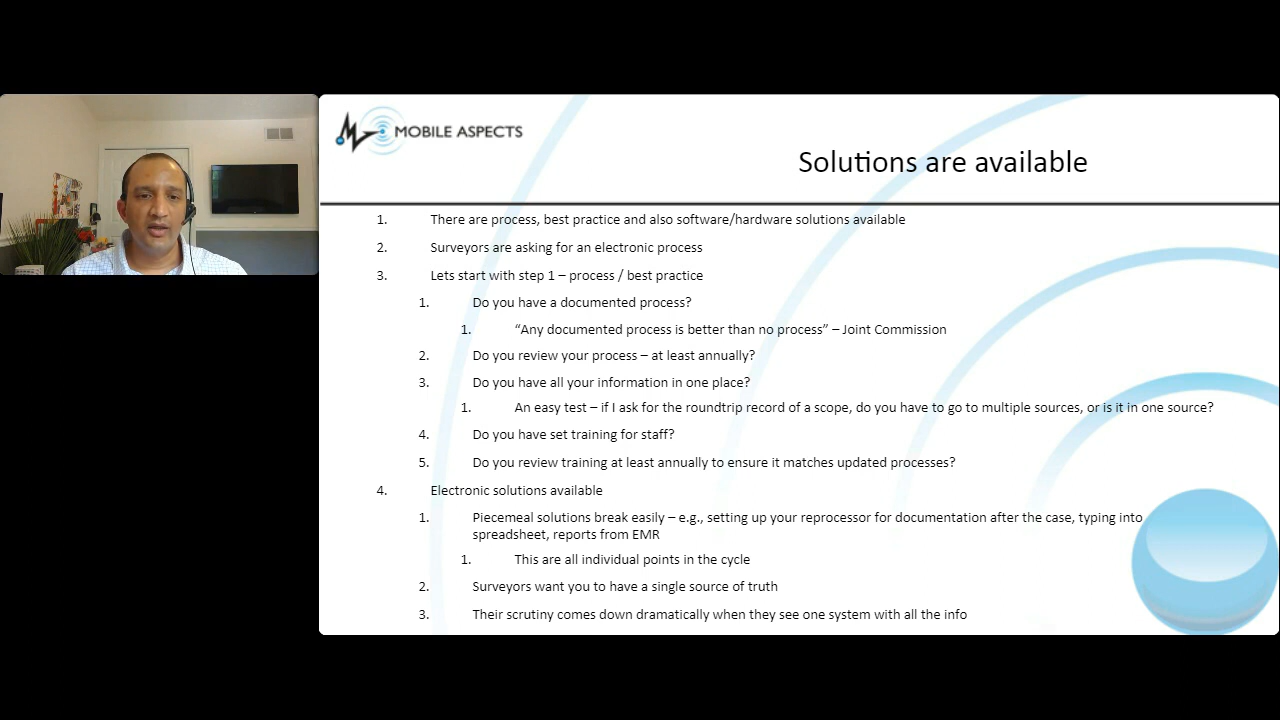 MOBILE ASPECTS
Solutions are available
1. There are process, best practice and also software/hardware solutions available
2. Surveyors are asking for an electronic process
3. Lets start with step 1 – process / best practice
1. Do you have a documented process?
1. “Any documented process is better than no process” – Joint Commission
2. Do you review your process – at least annually?
3. Do you have all your information in one place?
1. An easy test – if I ask for the roundtrip record of a scope, do you have to go to multiple sources, or is it in one source?
4. Do you have set training for staff?
5. Do you review training at least annually to ensure it matches updated processes?
4. Electronic solutions available
1. Piecemeal solutions break easily – e.g., setting up your reprocessor for documentation after the case, typing into
spreadsheet, reports from EMR
1. This are all individual points in the cycle
2. Surveyors want you to have a single source of truth
3. Their scrutiny comes down dramatically when they see one system with all the info